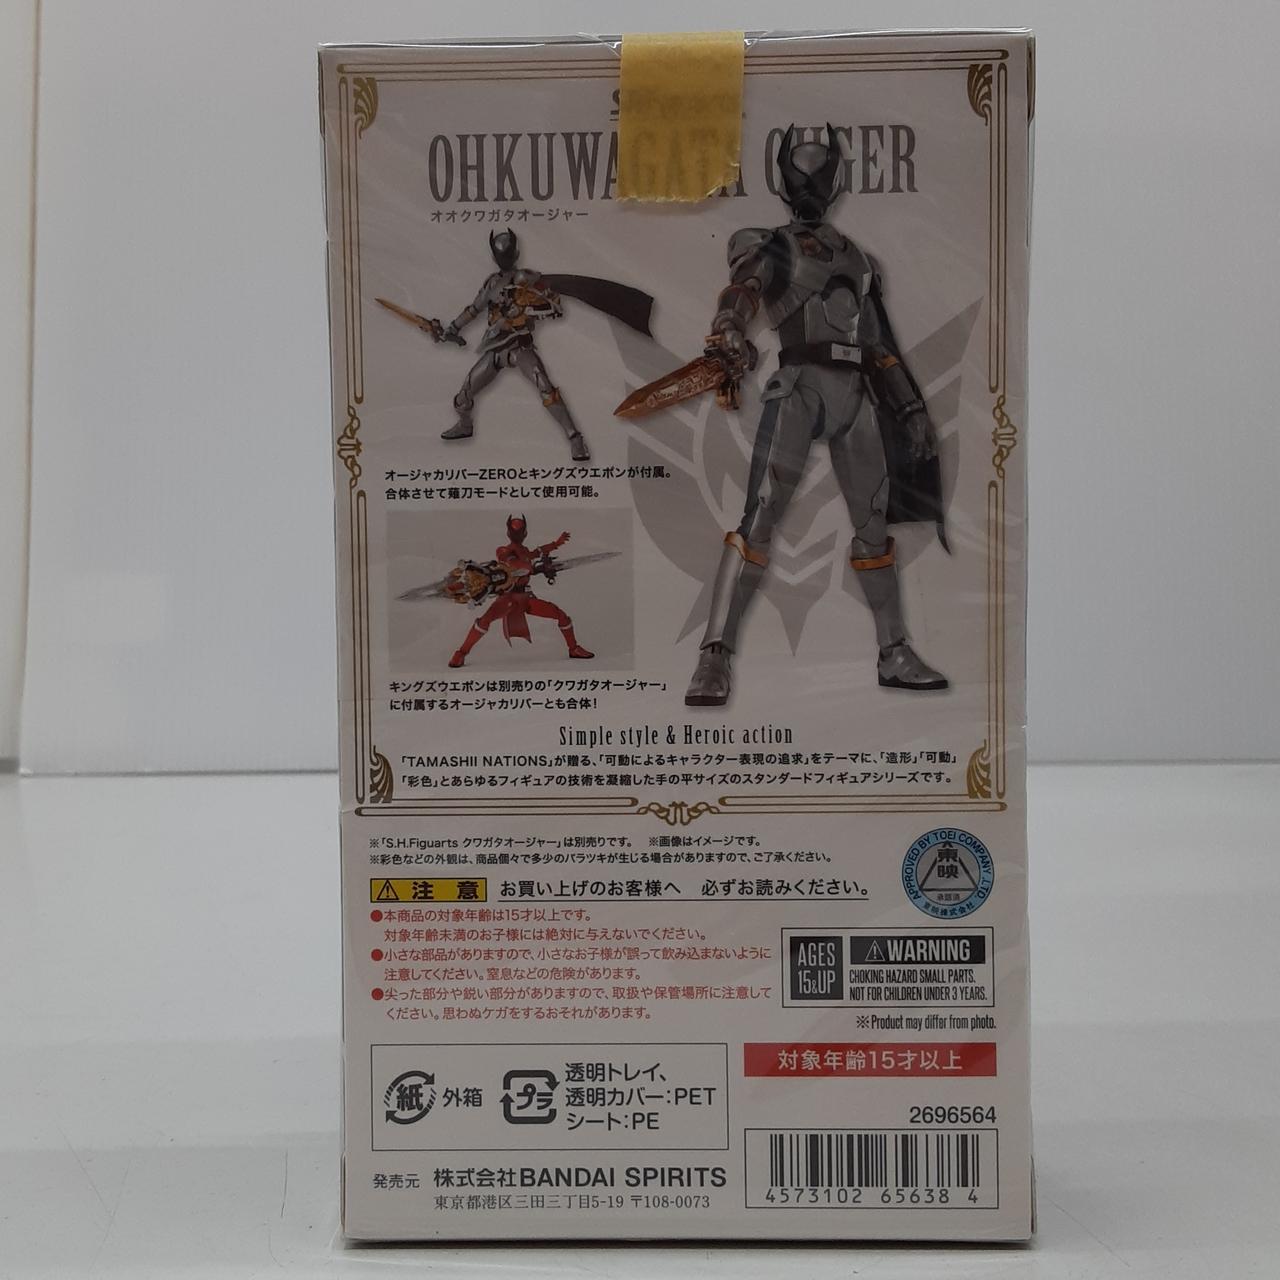 OHKUWAGATA OHGER
オオクワガタオージャー
オージャカリバーZEROとキングズウエポンが付属。
合体させて薙刀モードとして使用可能。
キングズウエポンは別売りの「クワガタオージャー」
に付属するオージャカリバーとも合体!
Simple style & Heroic action
「TAMASHII NATIONS」が贈る、「可動によるキャラクター表現の追求」をテーマに、「造形」「可動」
「彩色」とあらゆるフィギュアの技術を凝縮した手の平サイズのスタンダードフィギュアシリーズです。
※「S.H.Figuarts クワガタオージャー」は別売りです。 ※画像はイメージです。
※彩色などの外観は、商品個々で多少のバラツキが生じる場合がありますので、ご了承ください。
APPROVED BY TOEI COMPANY,LTD.
東映
承認済
東映株式会社
注意 お買い上げのお客様へ 必ずお読みください。
●本商品の対象年齢は15才以上です。
対象年齢未満のお子様には絶対に与えないでください。
●小さな部品がありますので、小さなお子様が誤って飲み込まないように
注意してください。窒息などの危険があります。
●尖った部分や鋭い部分がありますので、取扱や保管場所に注意して
ください。思わぬケガをするおそれがあります。
AGES
15&UP
WARNING
CHOKING HAZARD SMALL PARTS.
NOT FOR CHILDREN UNDER 3 YEARS.
※Product may differ from photo.
対象年齢15才以上
紙 外箱
プラ 透明トレイ、
透明カバー:PET
シート:PE
2696564
発売元 株式会社BANDAI SPIRITS
東京都港区三田三丁目5-19 〒108-0073
4573102 65638 4